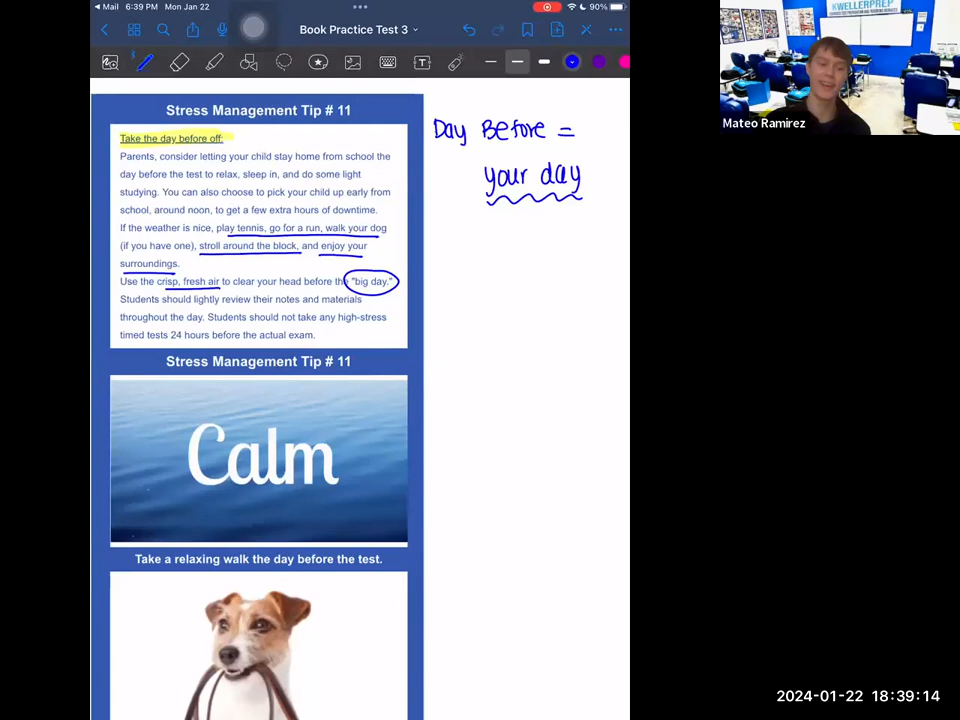 Mail 6:39 PM Mon Jan 22
90%
Book Practice Test 3
KWELLERPREP
Mateo Ramirez
Stress Management Tip # 11
Take the day before off:
Parents, consider letting your child stay home from school the
day before the test to relax, sleep in, and do some light
studying. You can also choose to pick your child up early from
school, around noon, to get a few extra hours of downtime.
If the weather is nice, play tennis, go for a run, walk your dog
(if you have one), stroll around the block, and enjoy your
surroundings.
Use the crisp, fresh air to clear your head before the "big day."
Students should lightly review their notes and materials
throughout the day. Students should not take any high-stress
timed tests 24 hours before the actual exam.
Day Before =
your day
Stress Management Tip # 11
Calm
Take a relaxing walk the day before the test.
2024-01-22 18:39:14